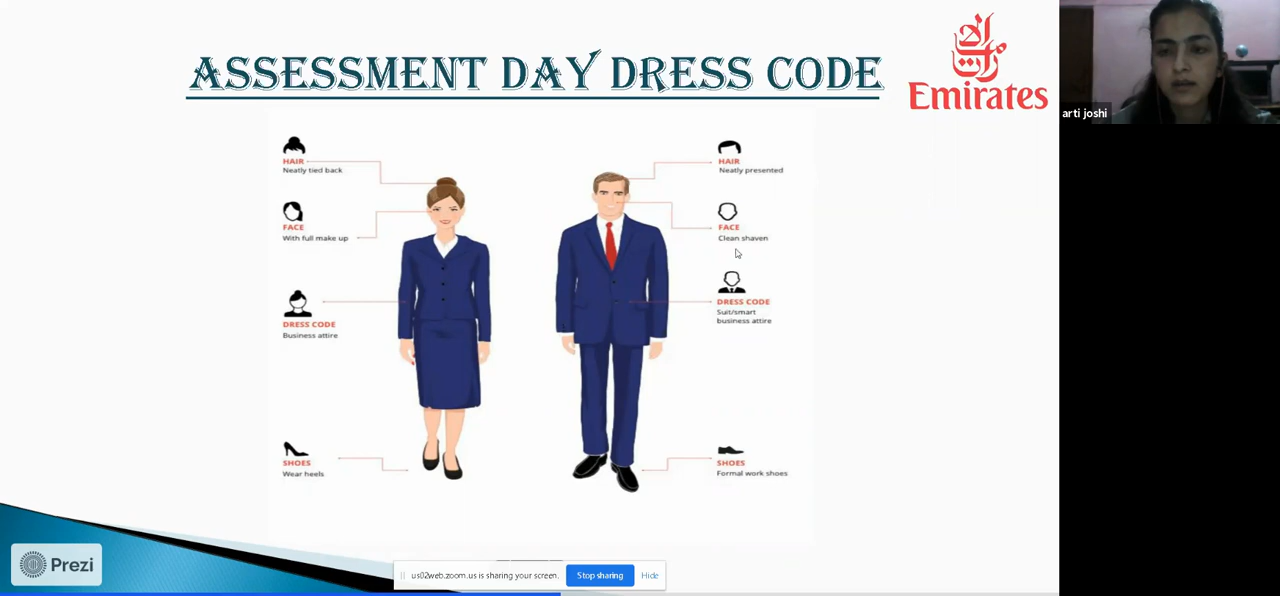 ASSESSMENT DAY DRESS CODE
امارات
Emirates
arti joshi
HAIR
Neatly tied back
FACE
With full make up
DRESS CODE
Business attire
SHOES
Wear heels
HAIR
Neatly presented
FACE
Clean shaven
DRESS CODE
Suit/smart
business attire
SHOES
Formal work shoes
Prezi
us02web.zoom.us is sharing your screen.
Stop sharing
Hide